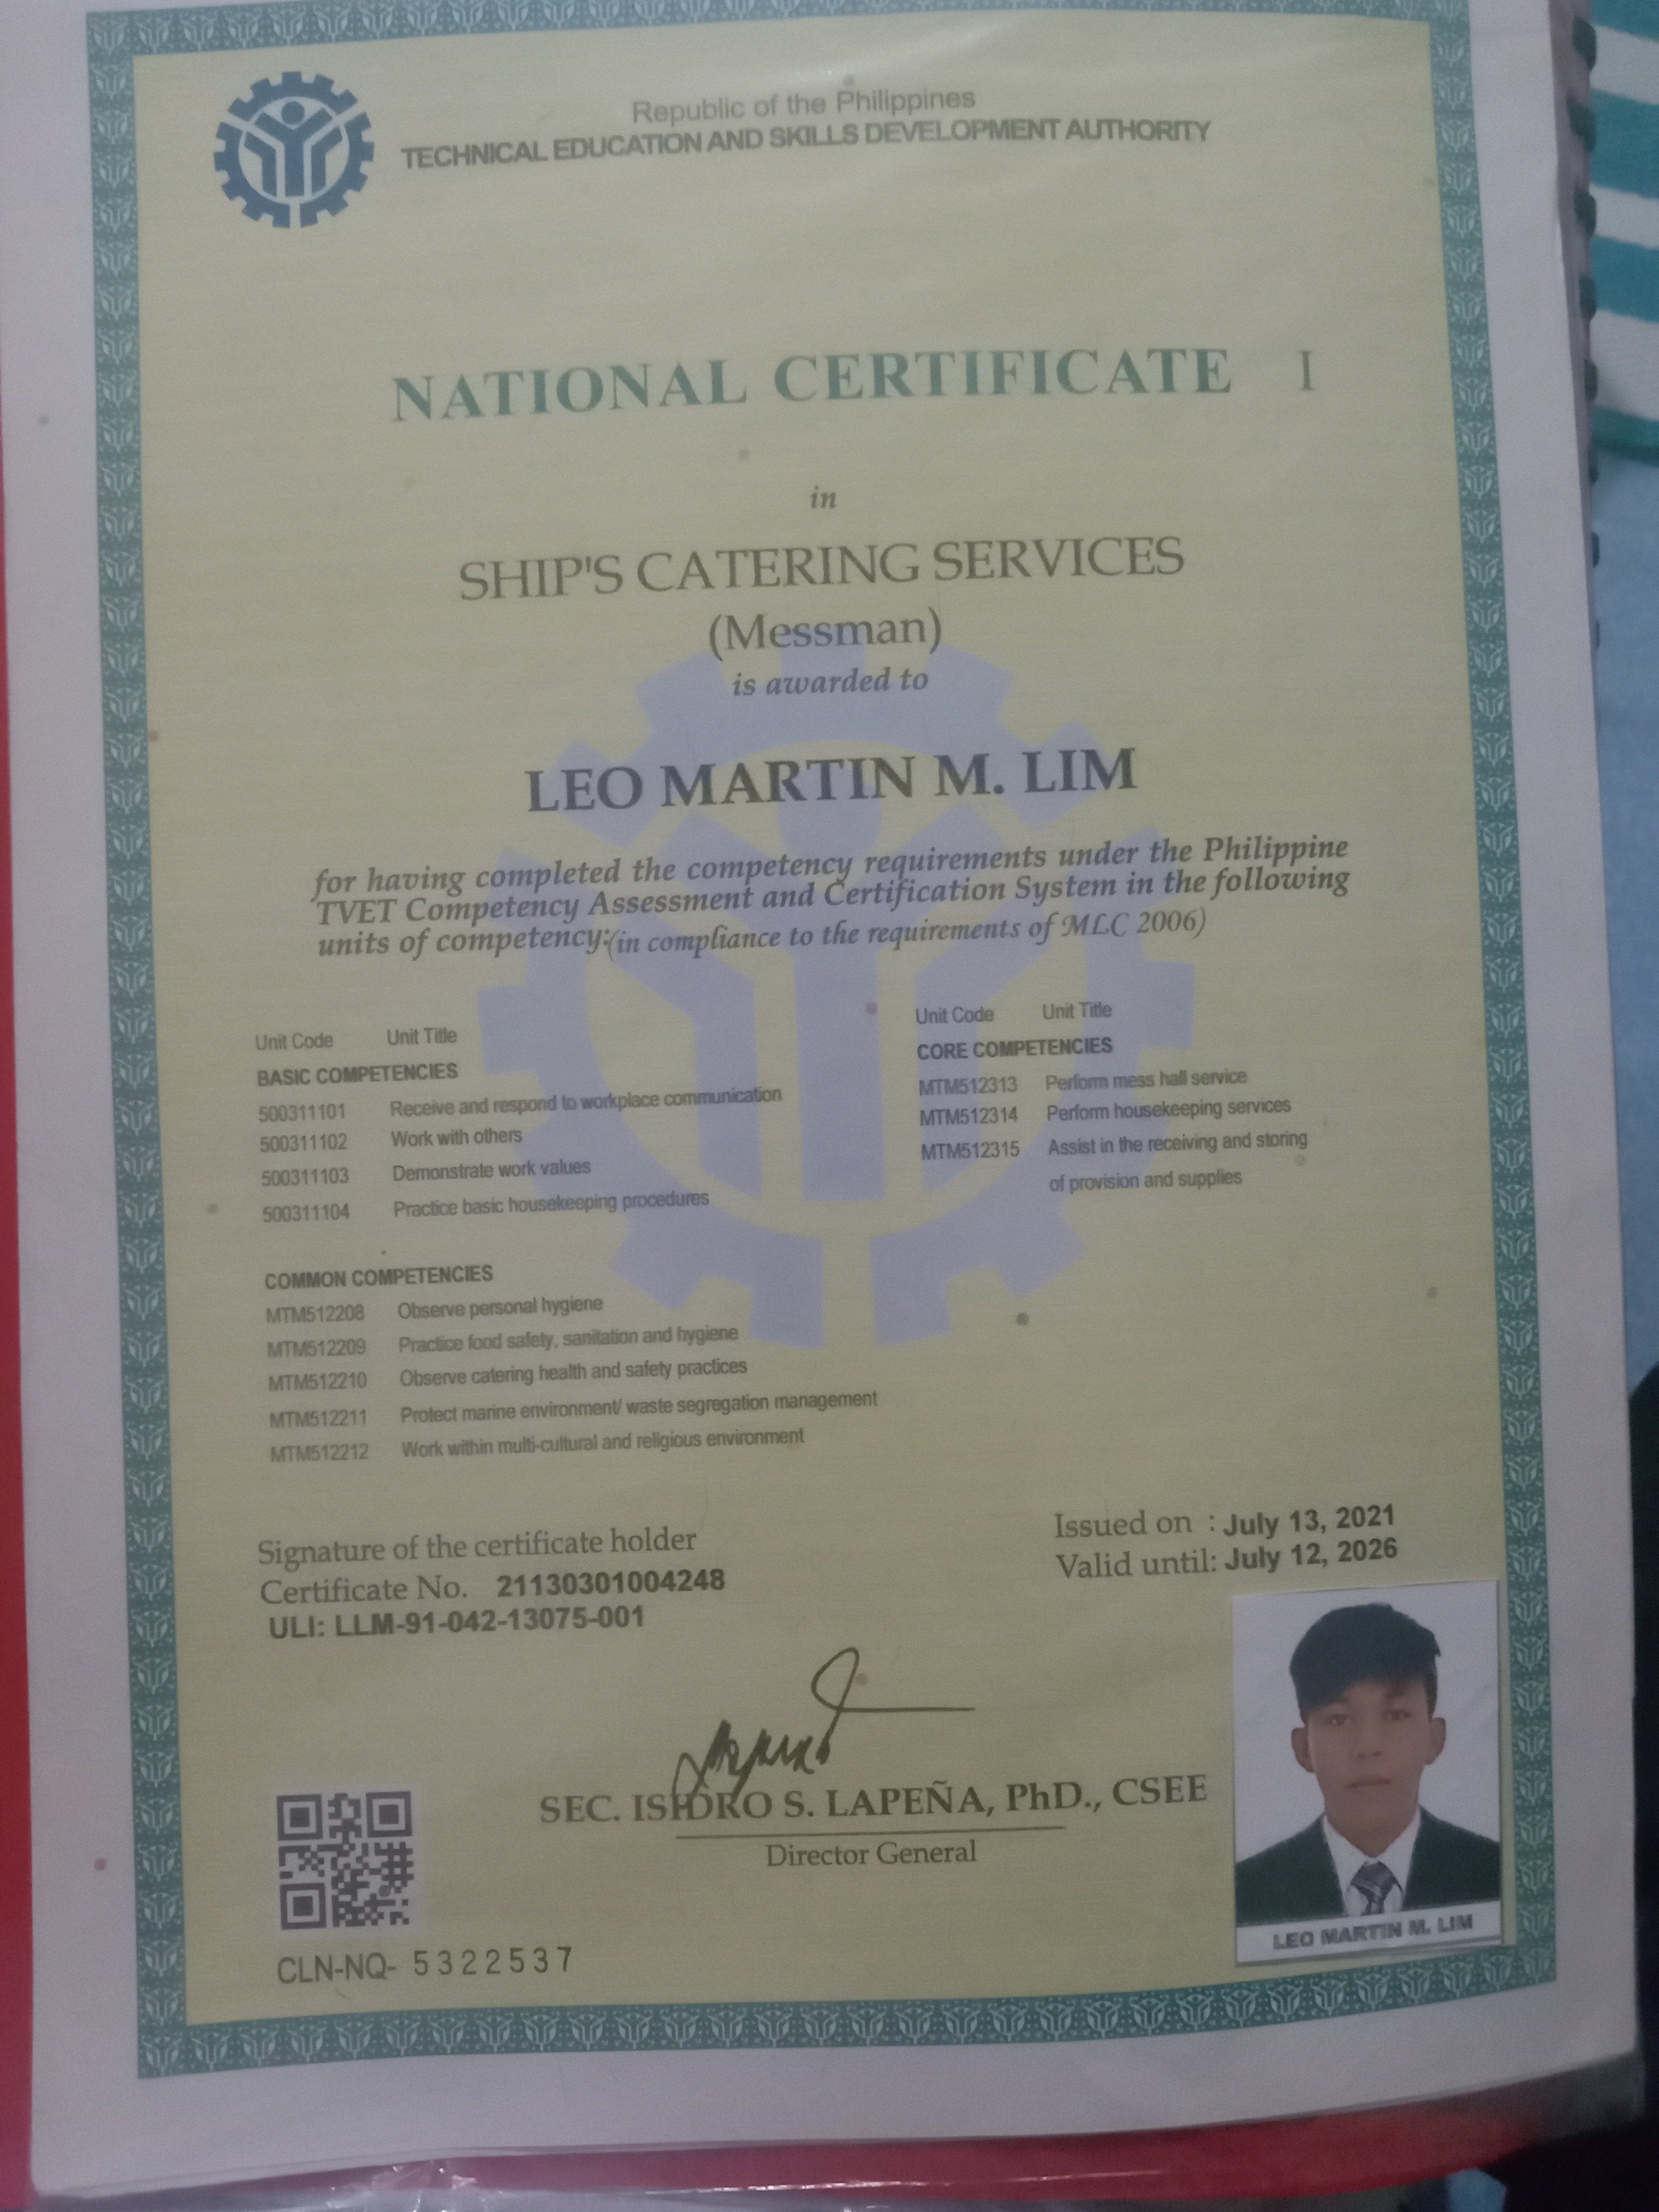 Republic of the Philippines
TECHNICAL EDUCATION AND SKILLS DEVELOPMENT AUTHORITY
NATIONAL CERTIFICATE I
in
SHIP'S CATERING SERVICES
(Messman)
is awarded to
LEO MARTIN M. LIM
for having completed the competency requirements under the Philippine
TVET Competency Assessment and Certification System in the following
units of competency:(in compliance to the requirements of MLC 2006)
Unit Code Unit Title
BASIC COMPETENCIES
500311101 Receive and respond to workplace communication
500311102 Work with others
500311103 Demonstrate work values
500311104 Practice basic housekeeping procedures
COMMON COMPETENCIES
MTM512208 Observe personal hygiene
MTM512209 Practice food safety, sanitation and hygiene
MTM512210 Observe catering health and safety practices
MTM512211 Protect marine environment/ waste segregation management
MTM512212 Work within multi-cultural and religious environment
Unit Code Unit Title
CORE COMPETENCIES
MTM512313 Perform mess hall service
MTM512314 Perform housekeeping services
MTM512315 Assist in the receiving and storing
of provision and supplies
Signature of the certificate holder
Certificate No. 21130301004248
ULI: LLM-91-042-13075-001
Issued on : July 13, 2021
Valid until: July 12, 2026
SEC. ISIDRO S. LAPEÑA, PhD., CSEE
Director General
LEO MARTIN M. LIM
CLN-NQ- 5322537